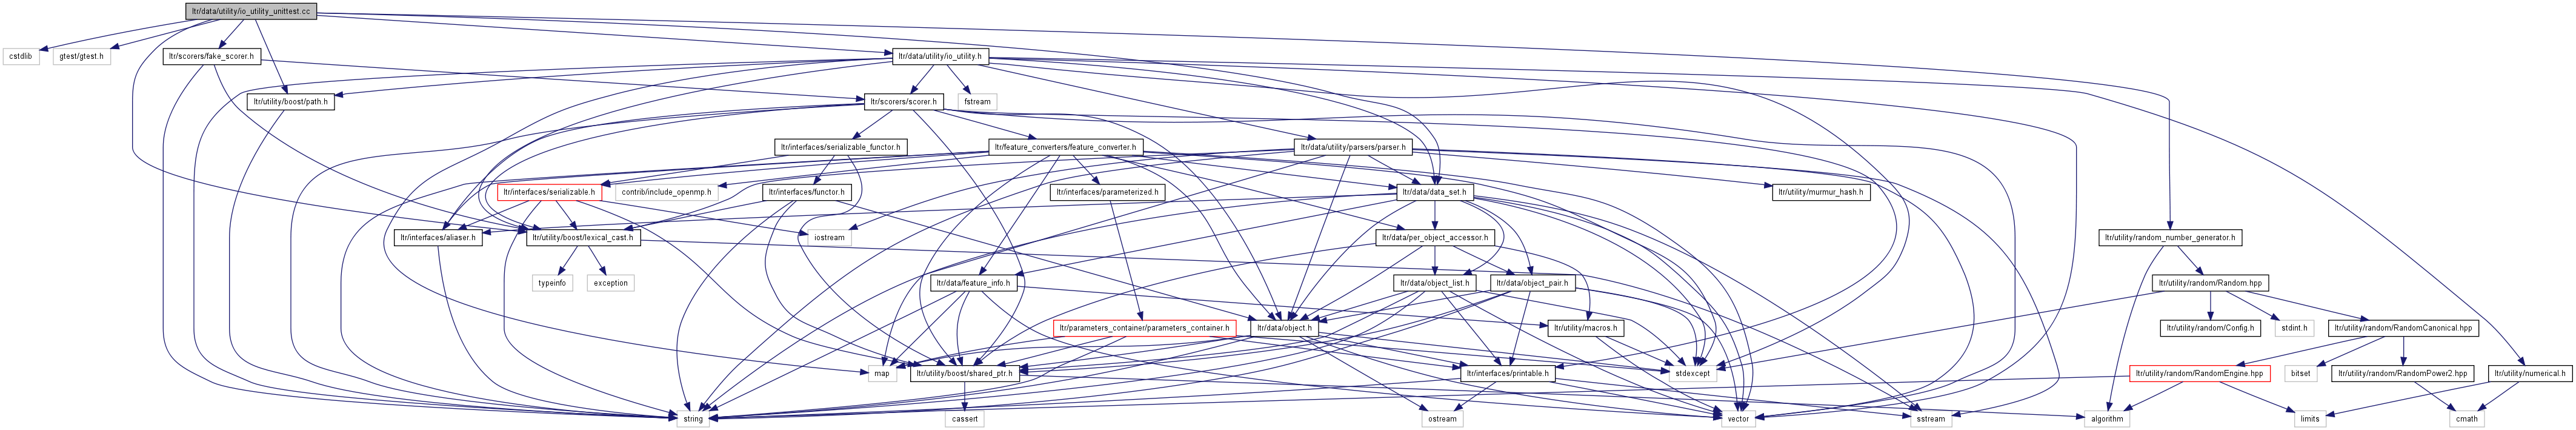 ltr/data/utility/io_utility_unittest.cc
cstdlib
gtest/gtest.h
ltr/scorers/fake_scorer.h
ltr/data/utility/io_utility.h
ltr/utility/boost/path.h
ltr/scorers/scorer.h
fstream
ltr/interfaces/serializable_functor.h
ltr/feature_converters/feature_converter.h
ltr/data/utility/parsers/parser.h
ltr/interfaces/serializable.h
contrib/include_openmp.h
ltr/interfaces/functor.h
ltr/interfaces/parameterized.h
ltr/data/data_set.h
ltr/utility/murmur_hash.h
ltr/interfaces/aliaser.h
ltr/utility/boost/lexical_cast.h
iostream
ltr/data/per_object_accessor.h
ltr/utility/random_number_generator.h
typeinfo
exception
ltr/data/feature_info.h
ltr/data/object_list.h
ltr/data/object_pair.h
ltr/utility/random/Random.hpp
ltr/parameters_container/parameters_container.h
ltr/data/object.h
ltr/utility/macros.h
ltr/utility/random/Config.h
stdint.h
ltr/utility/random/RandomCanonical.hpp
map
ltr/utility/boost/shared_ptr.h
ltr/interfaces/printable.h
stdexcept
bitset
ltr/utility/random/RandomEngine.hpp
ltr/utility/random/RandomPower2.hpp
ltr/utility/numerical.h
string
cassert
ostream
vector
sstream
algorithm
limits
cmath